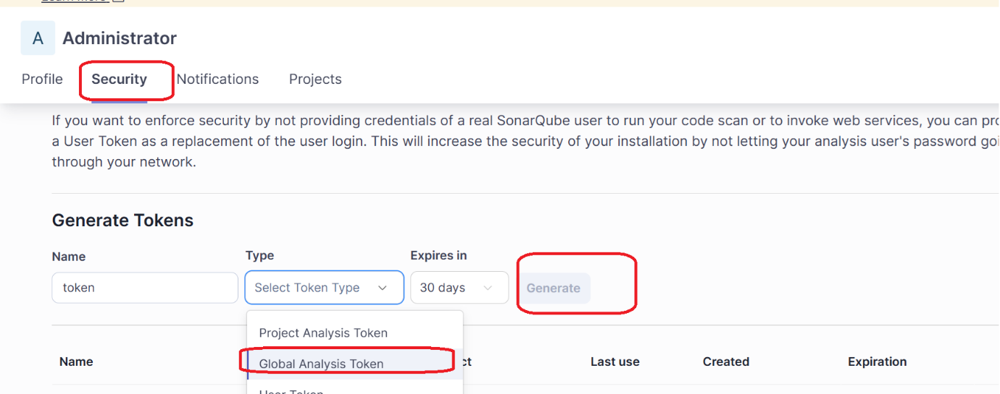 Learn more
A Administrator
Profile Security Notifications Projects
If you want to enforce security by not providing credentials of a real SonarQube user to run your code scan or to invoke web services, you can
a User Token as a replacement of the user login. This will increase the security of your installation by not letting your analysis user's password
through your network.
Generate Tokens
Name Type Expires in
token Select Token Type 30 days Generate
Project Analysis Token
Name Last use Created Expiration
Global Analysis Token
User Token